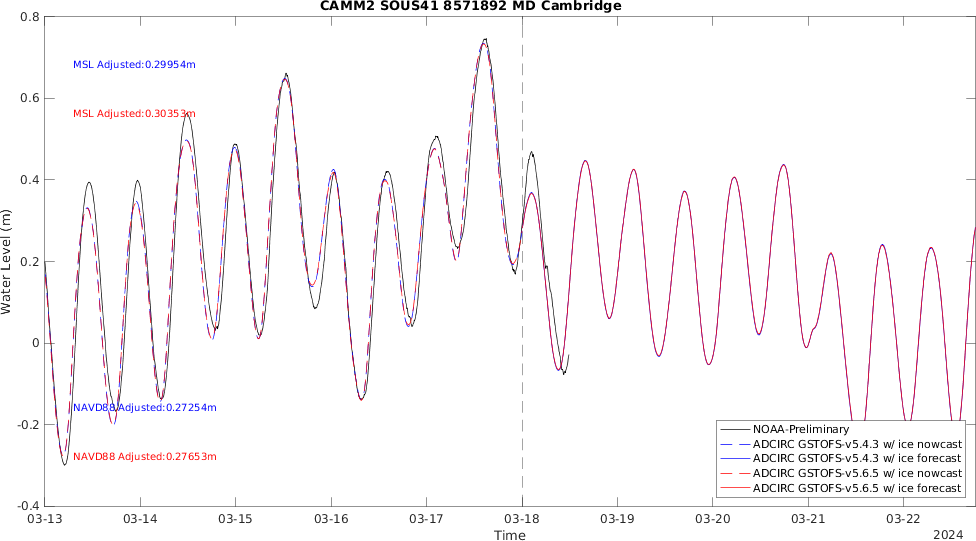 CAMM2 SOUS41 8571892 MD Cambridge
0.8
MSL Adjusted:0.29954m
0.6
MSL Adjusted:0.30353m
0.4
0.2
Water Level (m)
0
NAVD88 Adjusted:0.27254m
-0.2
NOAA-Preliminary
ADCIRC GSTOFS-v5.4.3 w/ ice nowcast
NAVD88 Adjusted:0.27653m
ADCIRC GSTOFS-v5.4.3 w/ ice forecast
ADCIRC GSTOFS-v5.6.5 w/ ice nowcast
ADCIRC GSTOFS-v5.6.5 w/ ice forecast
-0.4
03-13 03-14 03-15 03-16 03-17 03-18 03-19 03-20 03-21 03-22
Time
2024